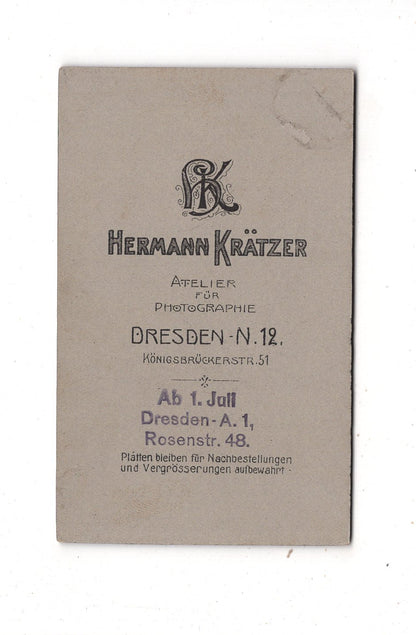 HK
HERMANN KRÄTZER
ATELIER
FÜR
PHOTOGRAPHIE
DRESDEN-N.12.
KÖNIGSBRÜCKERSTR.51
Ab 1. Juli
Dresden-A. 1,
Rosenstr. 48.
Platten bleiben für Nachbestellungen
und Vergrösserungen aufbewahrt.